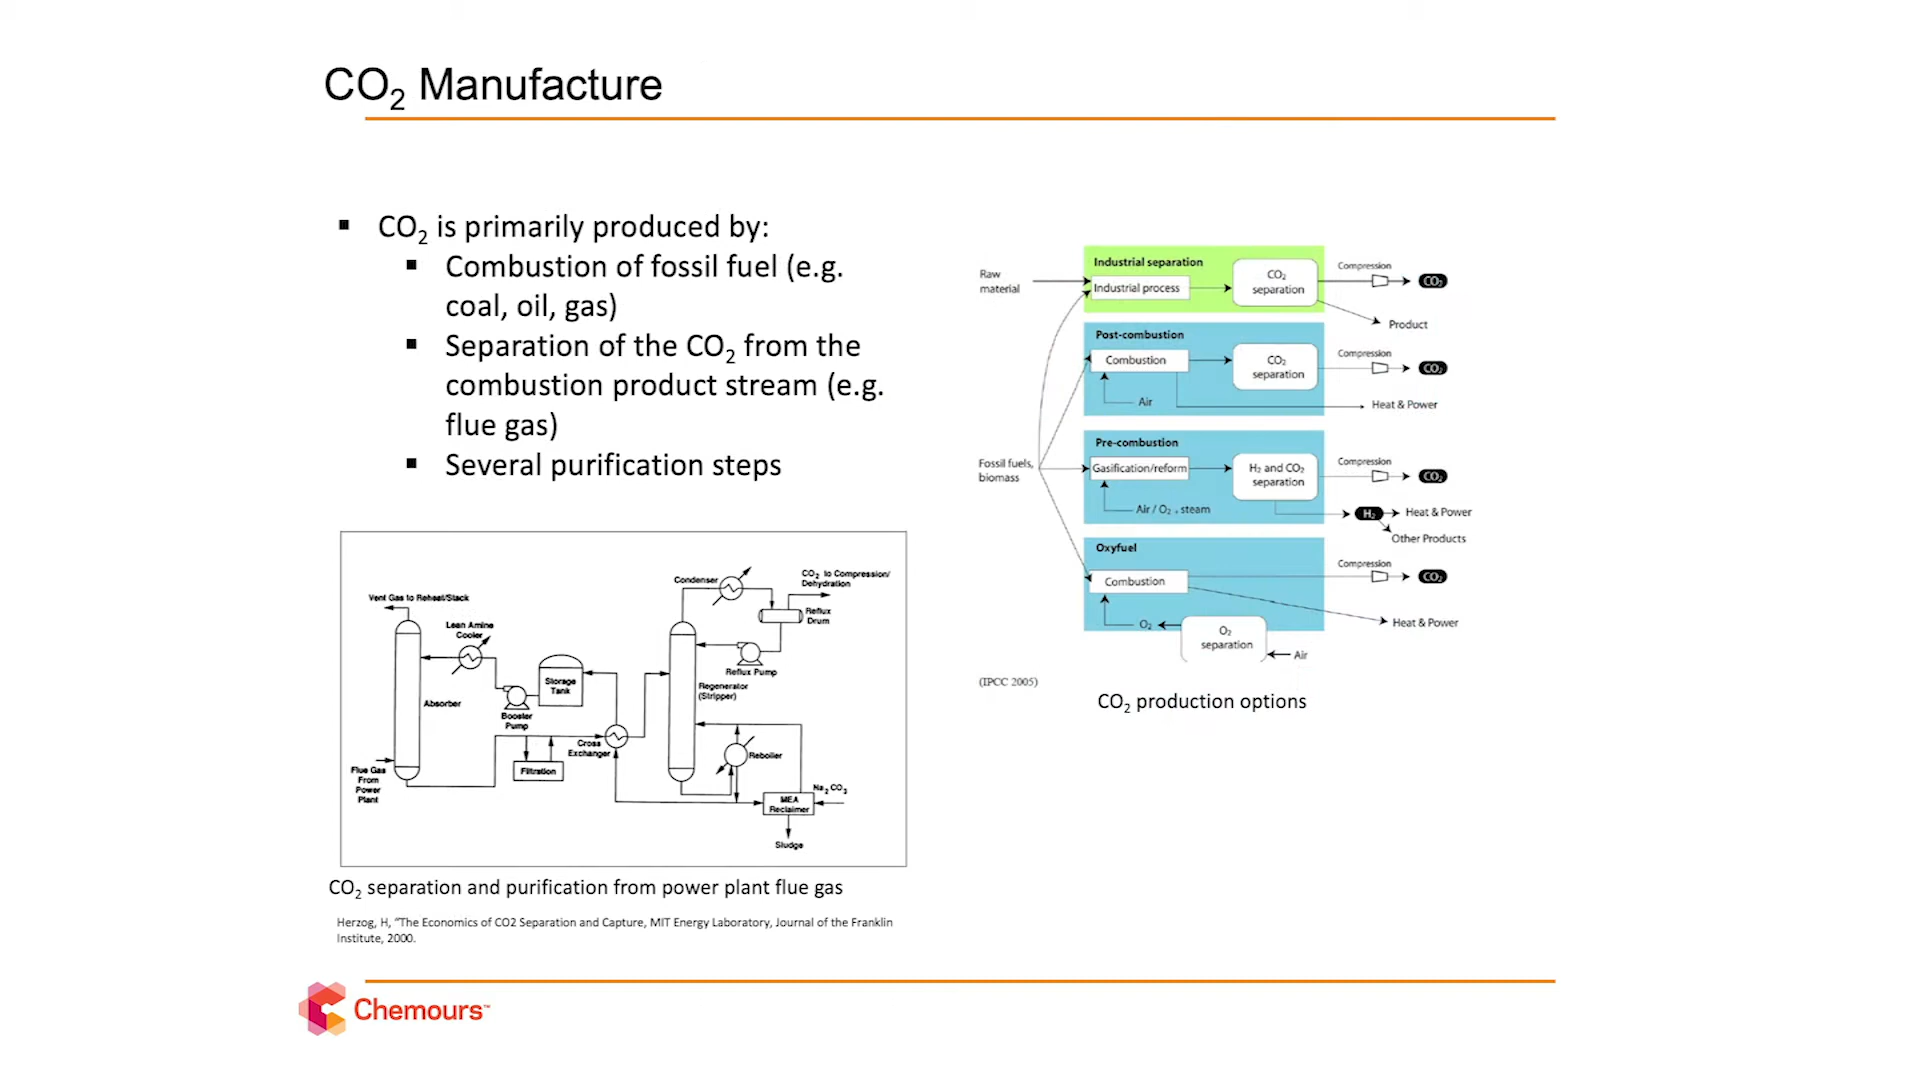 CO₂ Manufacture
▪ CO₂ is primarily produced by:
▪ Combustion of fossil fuel (e.g.
coal, oil, gas)
▪ Separation of the CO₂ from the
combustion product stream (e.g.
flue gas)
▪ Several purification steps
Vent Gas to Reheat/Stack
Lean Amine
Cooler
Absorber
Flue Gas
From
Power
Plant
Booster
Pump
Storage
Tank
Filtration
Cross
Exchanger
Condenser
CO₂ to Compression/
Dehydration
Reflux
Drum
Reflux Pump
Regenerator
(Stripper)
Reboiler
Na₂CO₃
MEA
Reclaimer
Sludge
CO₂ separation and purification from power plant flue gas
Herzog, H, “The Economics of CO2 Separation and Capture, MIT Energy Laboratory, Journal of the Franklin
Institute, 2000.
Raw
material
Fossil fuels,
biomass
Industrial separation
Industrial process
CO₂
separation
Compression
CO₂
Product
Post-combustion
Combustion
CO₂
separation
Air
Compression
CO₂
Heat & Power
Pre-combustion
Gasification/reform
H₂ and CO₂
separation
Air / O₂ + steam
Compression
CO₂
H₂
Heat & Power
Other Products
Oxyfuel
Combustion
O₂
O₂
separation
Air
Compression
CO₂
Heat & Power
(IPCC 2005)
CO₂ production options
Chemours™